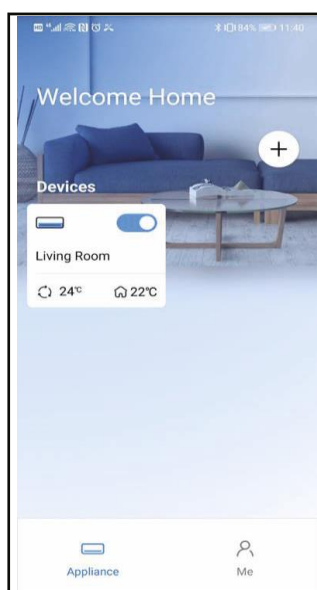 84% 11:40
Welcome Home
+
Devices
Living Room
24℃ 22℃
Appliance Me